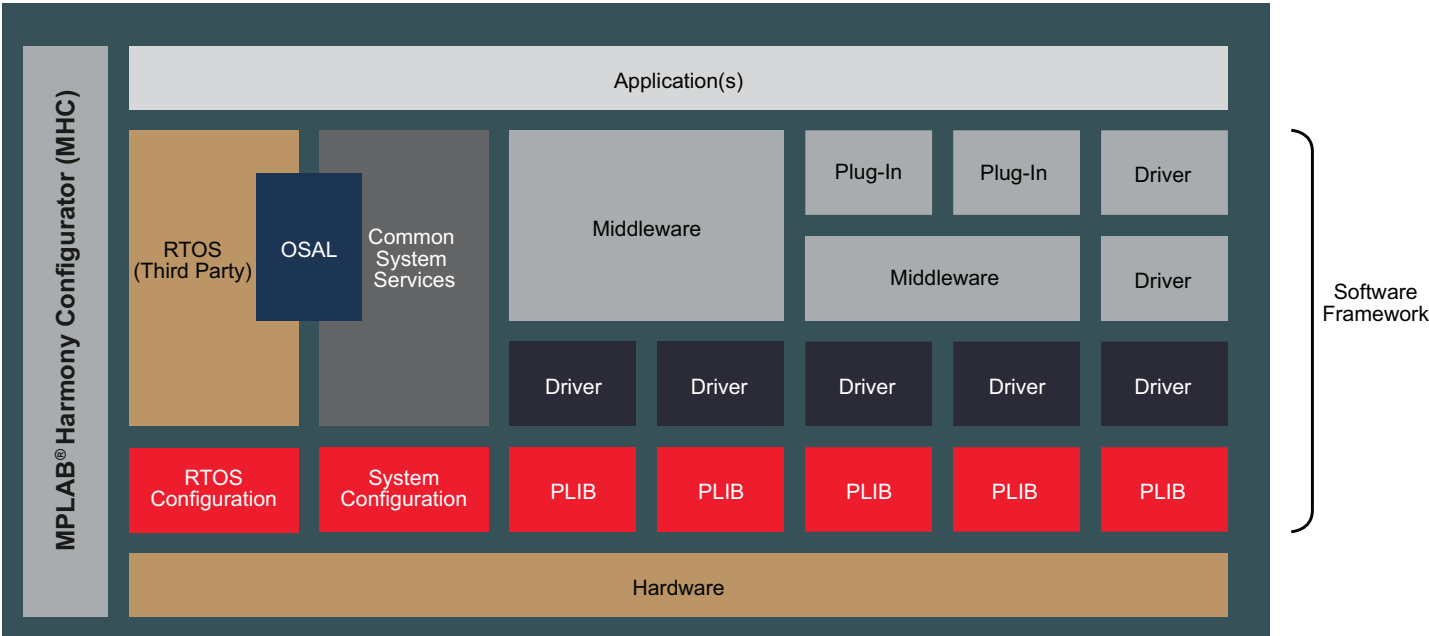 MPLAB® Harmony Configurator (MHC)
Application(s)
RTOS
(Third Party)
OSAL
Common
System
Services
Middleware
Plug-In
Plug-In
Driver
Middleware
Driver
Driver
Driver
Driver
Driver
Driver
RTOS
Configuration
System
Configuration
PLIB
PLIB
PLIB
PLIB
PLIB
Hardware
Software
Framework